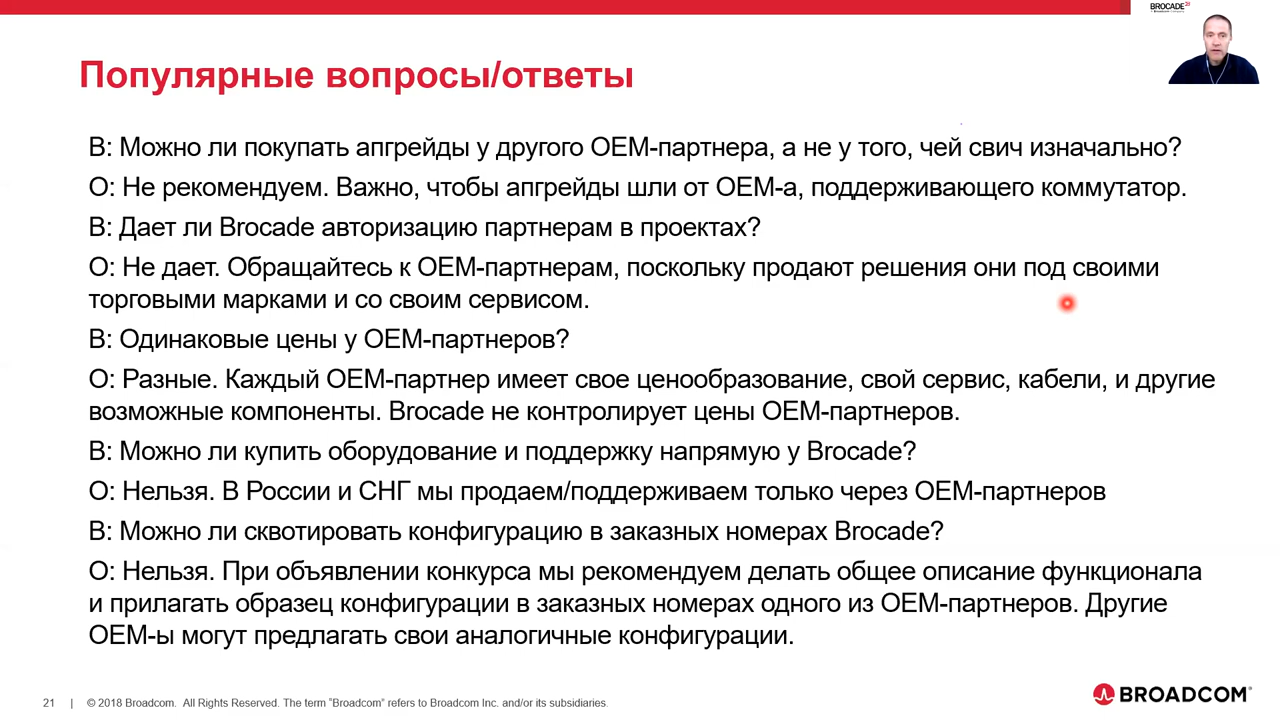 BROCADE
Популярные вопросы/ответы
В: Можно ли покупать апгрейды у другого OEM-партнера, а не у того, чей свич изначально?
О: Не рекомендуем. Важно, чтобы апгрейды шли от OEM-а, поддерживающего коммутатор.
В: Дает ли Brocade авторизацию партнерам в проектах?
О: Не дает. Обращайтесь к OEM-партнерам, поскольку продают решения они под своими
торговыми марками и со своим сервисом.
В: Одинаковые цены у OEM-партнеров?
О: Разные. Каждый OEM-партнер имеет свое ценообразование, свой сервис, кабели, и другие
возможные компоненты. Brocade не контролирует цены OEM-партнеров.
В: Можно ли купить оборудование и поддержку напрямую у Brocade?
О: Нельзя. В России и СНГ мы продаем/поддерживаем только через OEM-партнеров
В: Можно ли сквотировать конфигурацию в заказных номерах Brocade?
О: Нельзя. При объявлении конкурса мы рекомендуем делать общее описание функционала
и прилагать образец конфигурации в заказных номерах одного из OEM-партнеров. Другие
OEM-ы могут предлагать свои аналогичные конфигурации.
21 | © 2018 Broadcom. All Rights Reserved. The term “Broadcom” refers to Broadcom Inc. and/or its subsidiaries.
BROADCOM®